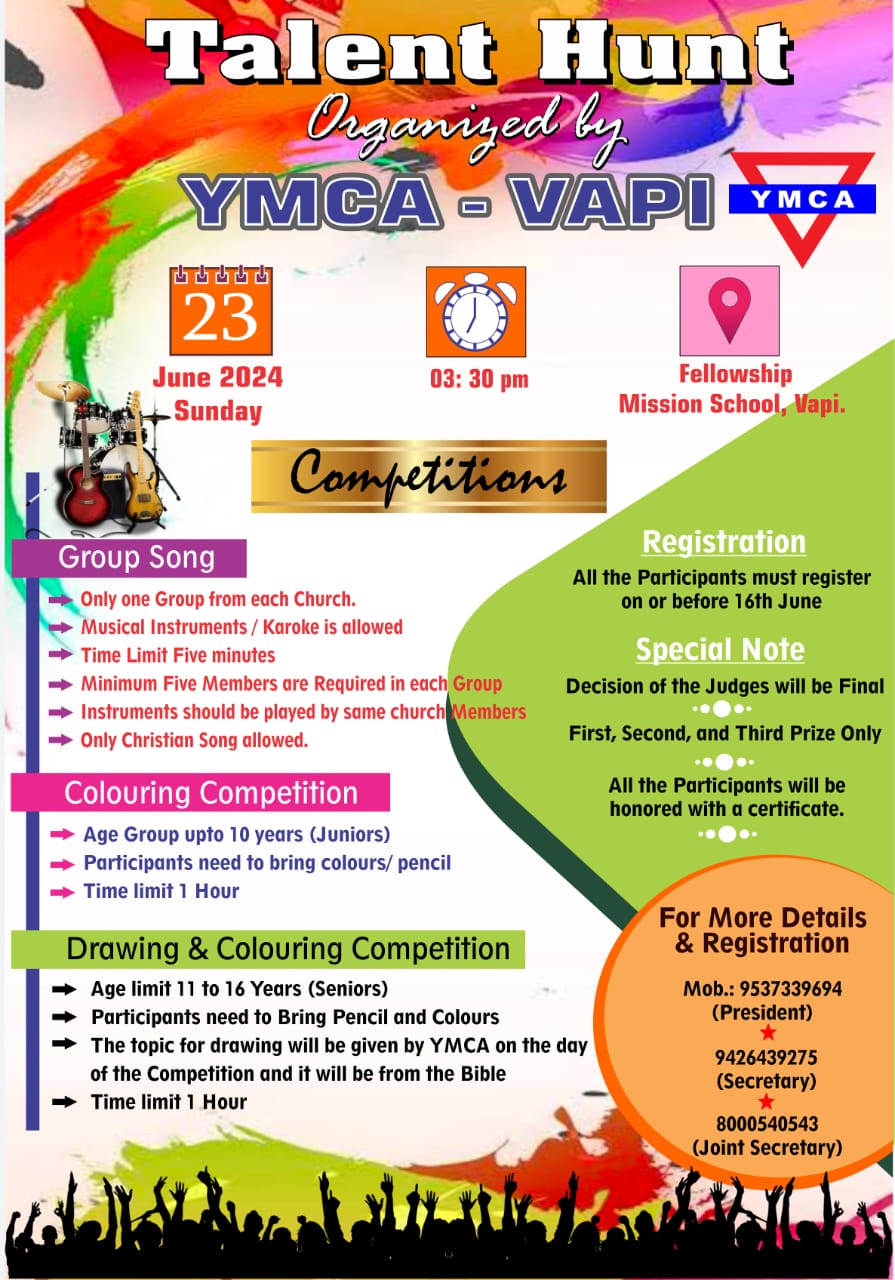 Talent Hunt
Organized by
YMCA - VAPI
YMCA
23
June 2024
Sunday
03: 30 pm
Fellowship
Mission School, Vapi.
Competitions
Group Song
Only one Group from each Church.
Musical Instruments / Karoke is allowed
Time Limit Five minutes
Minimum Five Members are Required in each Group
Instruments should be played by same church Members
Only Christian Song allowed.
Colouring Competition
Age Group upto 10 years (Juniors)
Participants need to bring colours/ pencil
Time limit 1 Hour
Drawing & Colouring Competition
Age limit 11 to 16 Years (Seniors)
Participants need to Bring Pencil and Colours
The topic for drawing will be given by YMCA on the day
of the Competition and it will be from the Bible
Time limit 1 Hour
Registration
All the Participants must register
on or before 16th June
Special Note
Decision of the Judges will be Final
First, Second, and Third Prize Only
All the Participants will be
honored with a certificate.
For More Details
& Registration
Mob.: 9537339694
(President)
9426439275
(Secretary)
8000540543
(Joint Secretary)